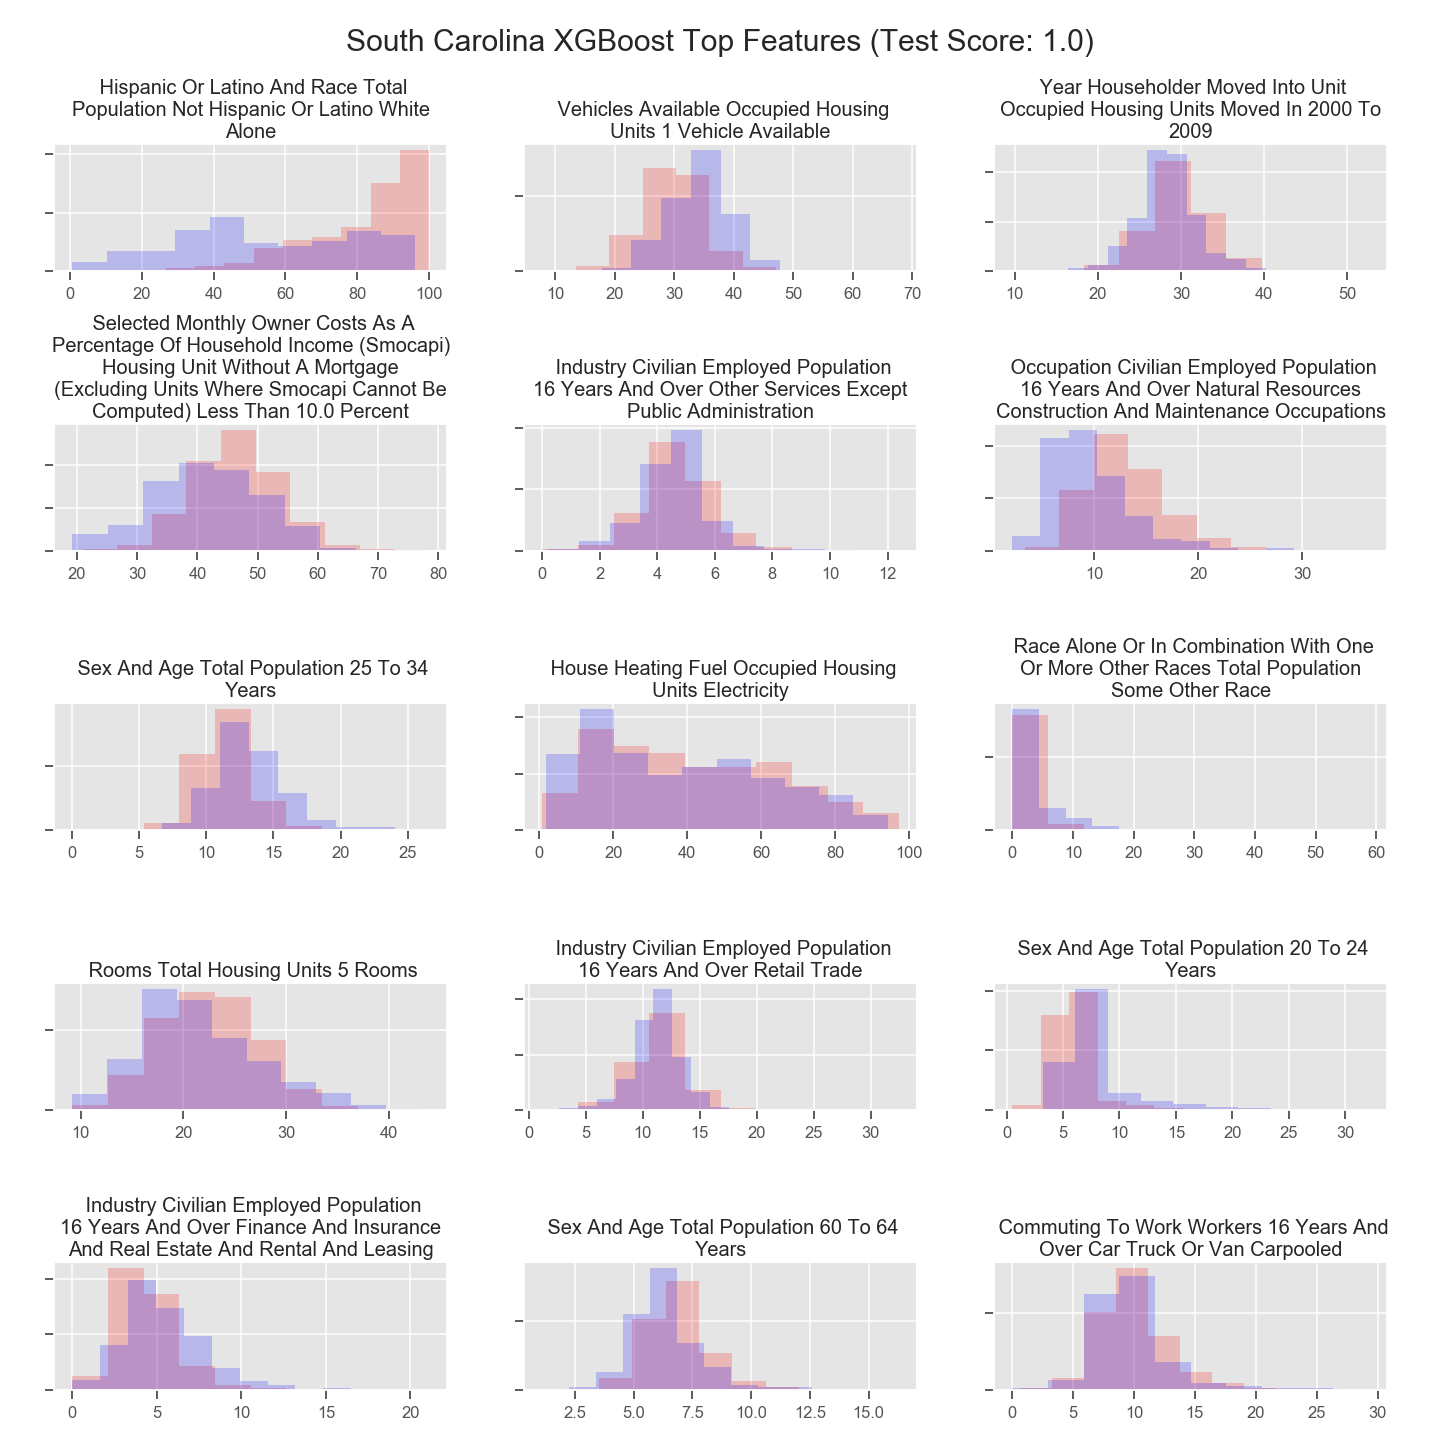 South Carolina XGBoost Top Features (Test Score: 1.0)
Hispanic Or Latino And Race Total
Population Not Hispanic Or Latino White
Alone
0 20 40 60 80 100
Vehicles Available Occupied Housing
Units 1 Vehicle Available
10 20 30 40 50 60 70
Year Householder Moved Into Unit
Occupied Housing Units Moved In 2000 To
2009
10 20 30 40 50
Selected Monthly Owner Costs As A
Percentage Of Household Income (Smocapi)
Housing Unit Without A Mortgage
(Excluding Units Where Smocapi Cannot Be
Computed) Less Than 10.0 Percent
20 30 40 50 60 70 80
Industry Civilian Employed Population
16 Years And Over Other Services Except
Public Administration
0 2 4 6 8 10 12
Occupation Civilian Employed Population
16 Years And Over Natural Resources
Construction And Maintenance Occupations
10 20 30
Sex And Age Total Population 25 To 34
Years
0 5 10 15 20 25
House Heating Fuel Occupied Housing
Units Electricity
0 20 40 60 80 100
Race Alone Or In Combination With One
Or More Other Races Total Population
Some Other Race
0 10 20 30 40 50 60
Rooms Total Housing Units 5 Rooms
10 20 30 40
Industry Civilian Employed Population
16 Years And Over Retail Trade
0 5 10 15 20 25 30
Sex And Age Total Population 20 To 24
Years
0 5 10 15 20 25 30
Industry Civilian Employed Population
16 Years And Over Finance And Insurance
And Real Estate And Rental And Leasing
0 5 10 15 20
Sex And Age Total Population 60 To 64
Years
2.5 5.0 7.5 10.0 12.5 15.0
Commuting To Work Workers 16 Years And
Over Car Truck Or Van Carpooled
0 5 10 15 20 25 30